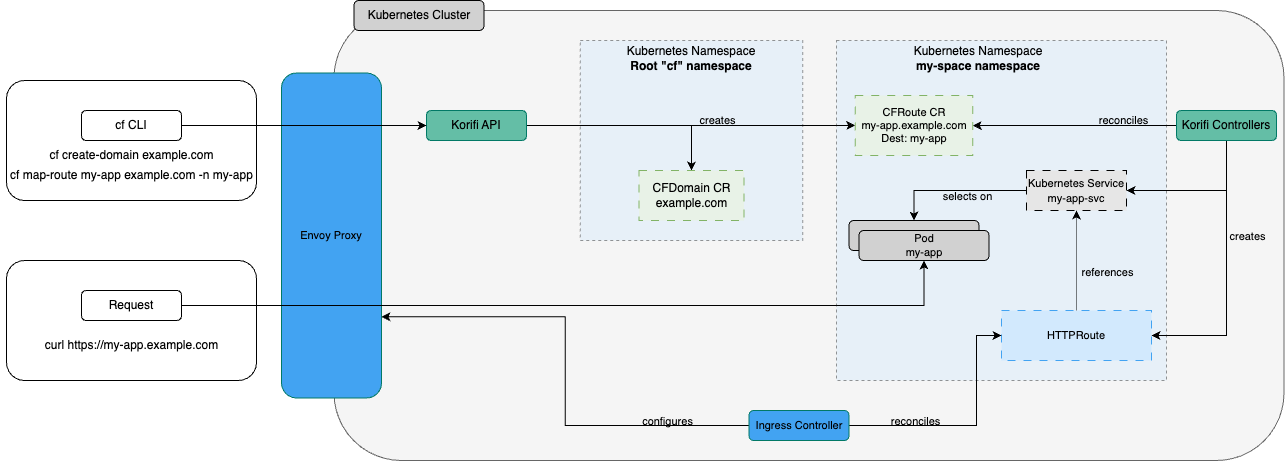 Kubernetes Cluster
Kubernetes Namespace
Root "cf" namespace
Kubernetes Namespace
my-space namespace
cf CLI
cf create-domain example.com
cf map-route my-app example.com -n my-app
Envoy Proxy
Korifi API
creates
CFDomain CR
example.com
CFRoute CR
my-app.example.com
Dest: my-app
reconciles
Korifi Controllers
Kubernetes Service
my-app-svc
selects on
Pod
my-app
creates
references
Request
curl https://my-app.example.com
HTTPRoute
configures
Ingress Controller
reconciles